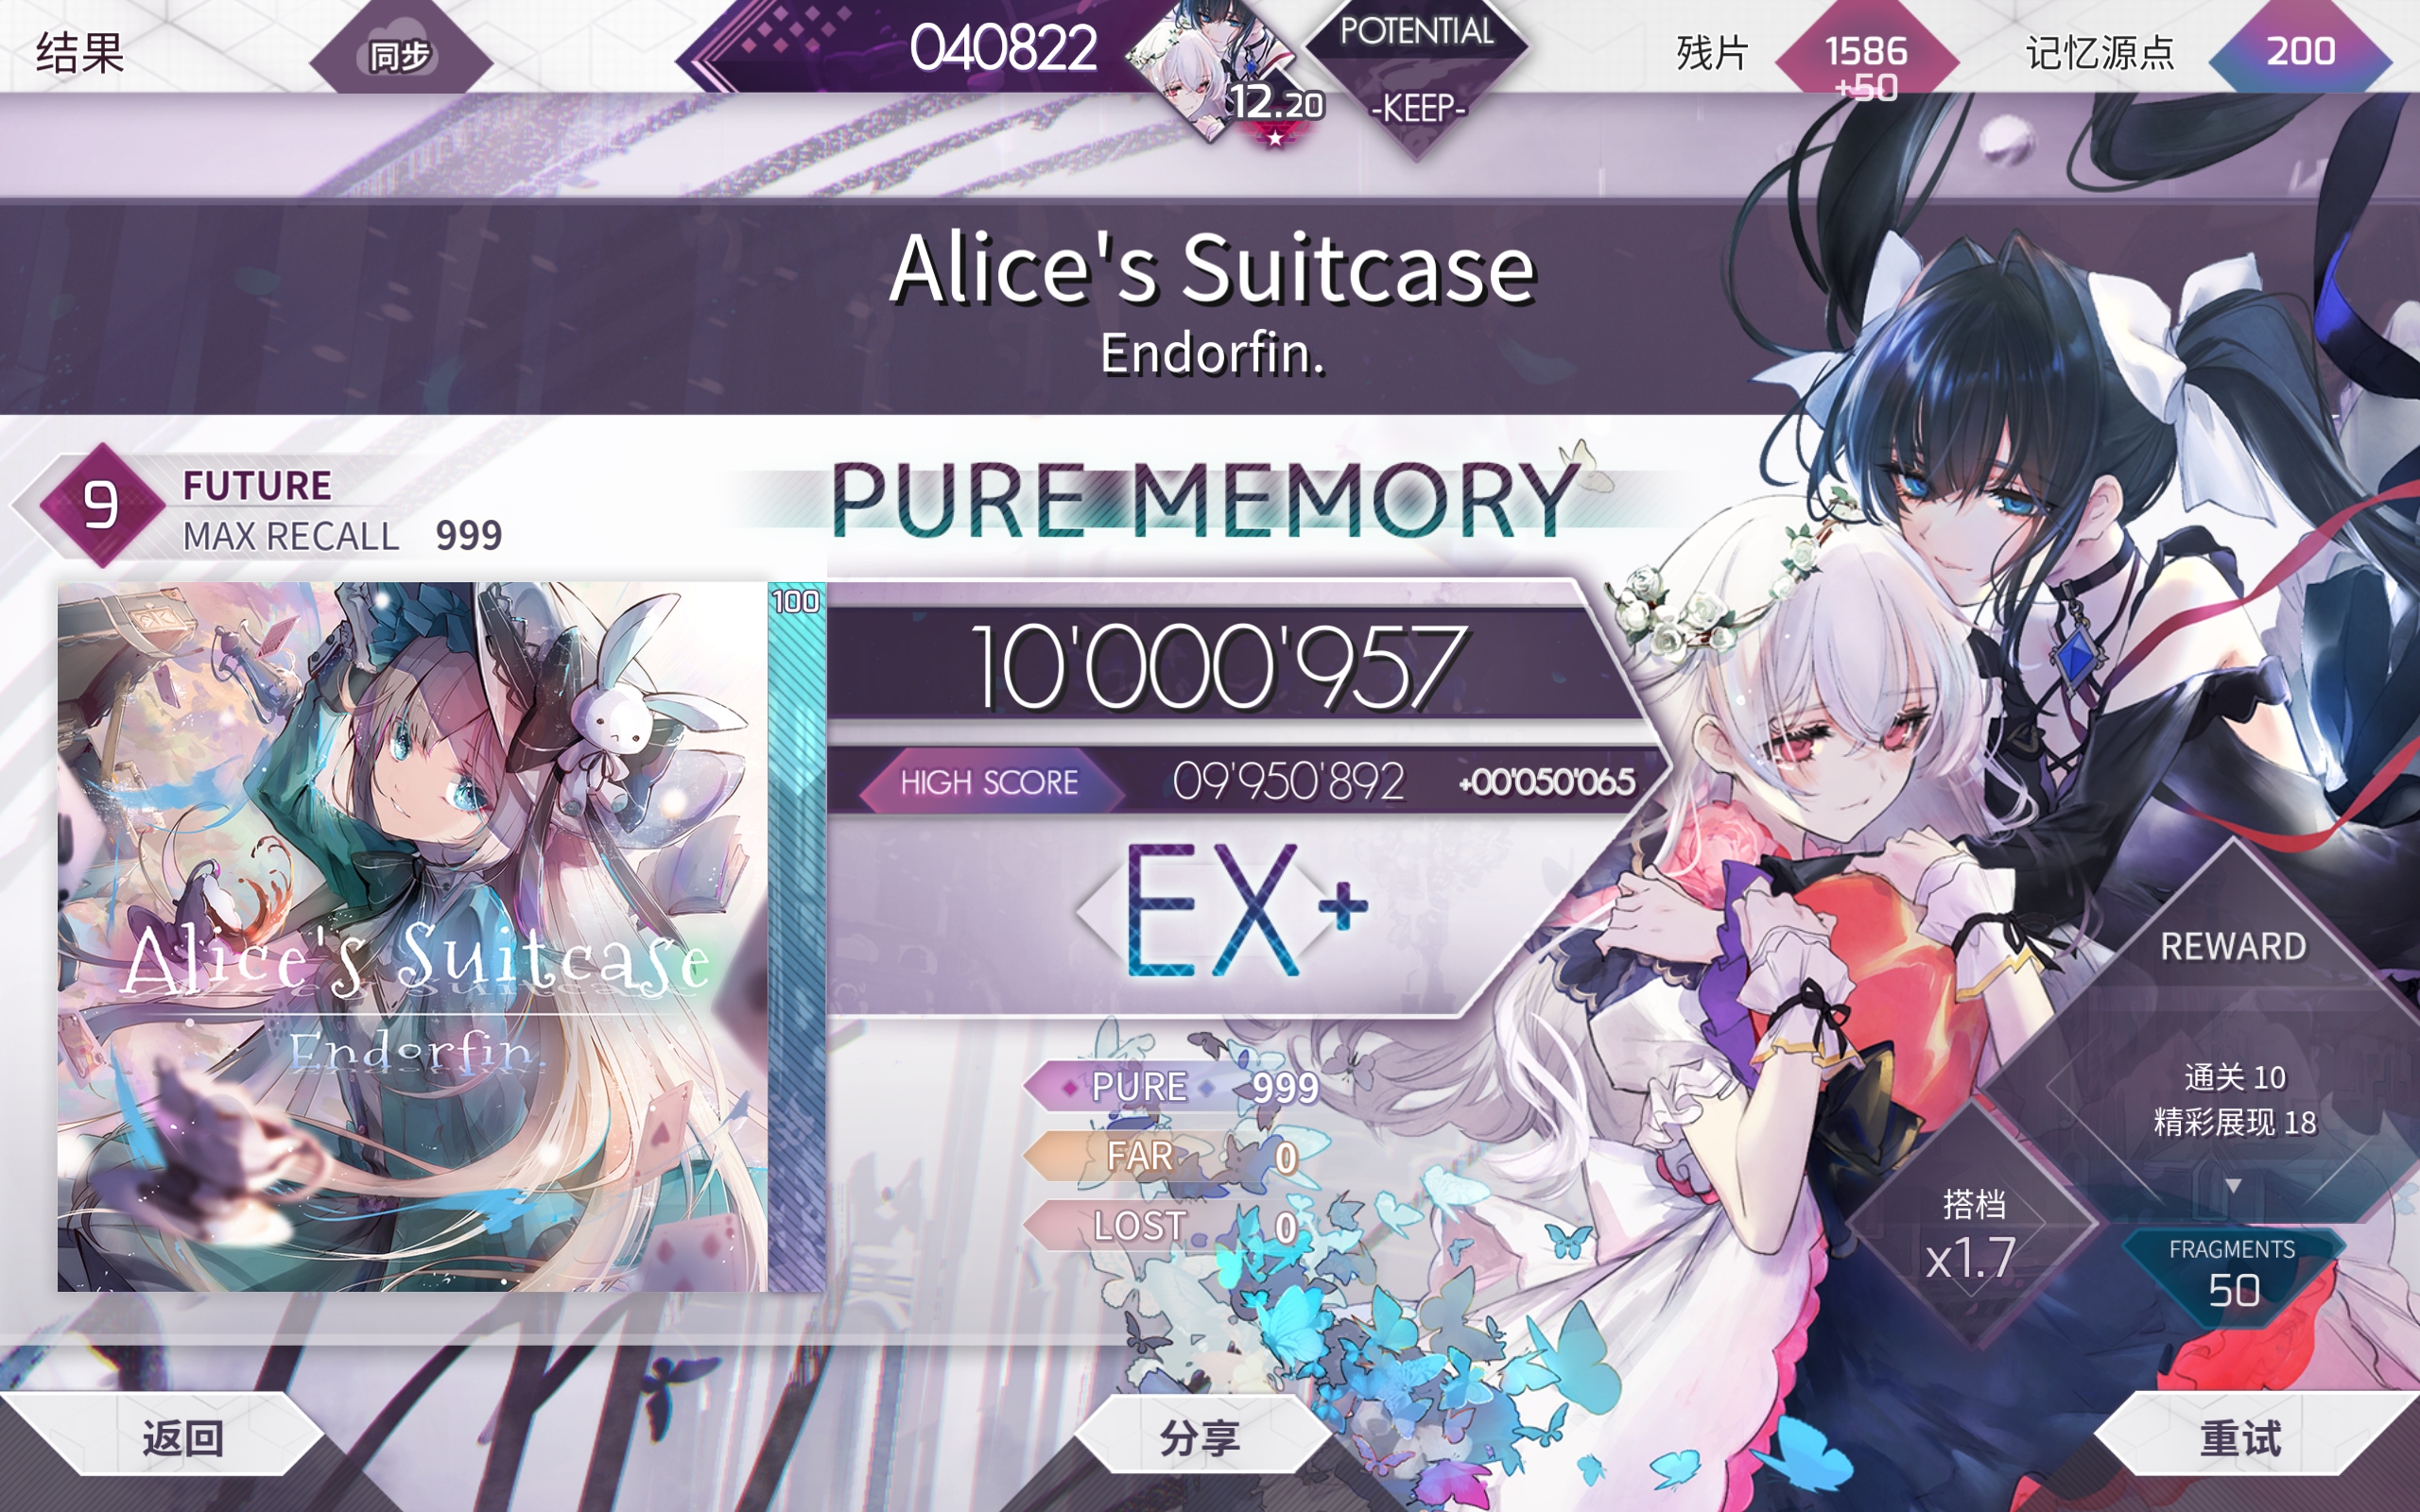 结果
同步
040822
12.20
POTENTIAL
-KEEP-
残片
1586
+50
记忆源点
200
Alice's Suitcase
Endorfin.
9
FUTURE
MAX RECALL 999
PURE MEMORY
100
10'000'957
HIGH SCORE 09'950'892 +00'050'065
EX+
Alice's Suitcase
Endorfin.
PURE 999
FAR 0
LOST 0
REWARD
通关 10
精彩展现 18
搭档
x1.7
FRAGMENTS
50
返回
分享
重试